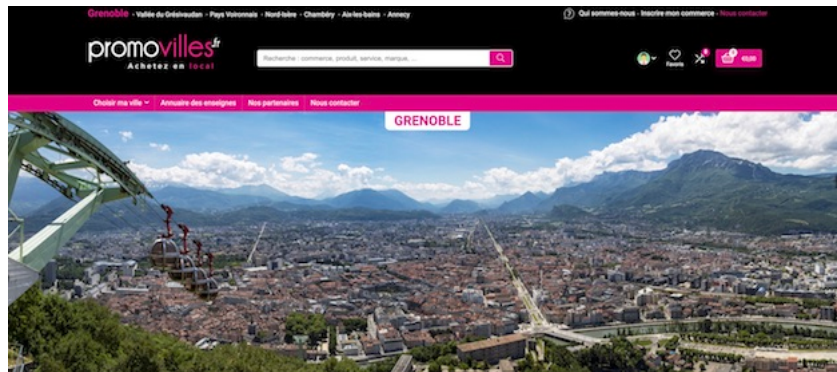 Grenoble - Vallée du Grésivaudan - Pays Voironnais - Nord-Isère - Chambéry - Aix-les-bains - Annecy
Qui sommes-nous - Inscrire mon commerce - Nous contacter
promovilles.fr
Achetez en local
Recherche : commerce, produit, service, marque, ...
Favoris
0
0
€0,00
Choisir ma ville
Annuaire des enseignes
Nos partenaires
Nous contacter
GRENOBLE